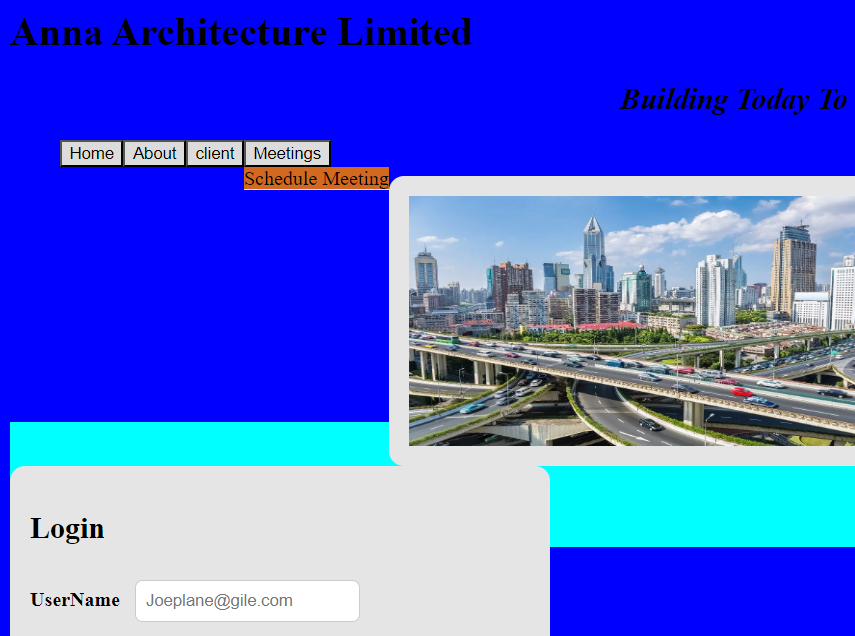 Anna Architecture Limited
Building Today To
Home About client Meetings
Schedule Meeting
Login
UserName Joeplane@gile.com